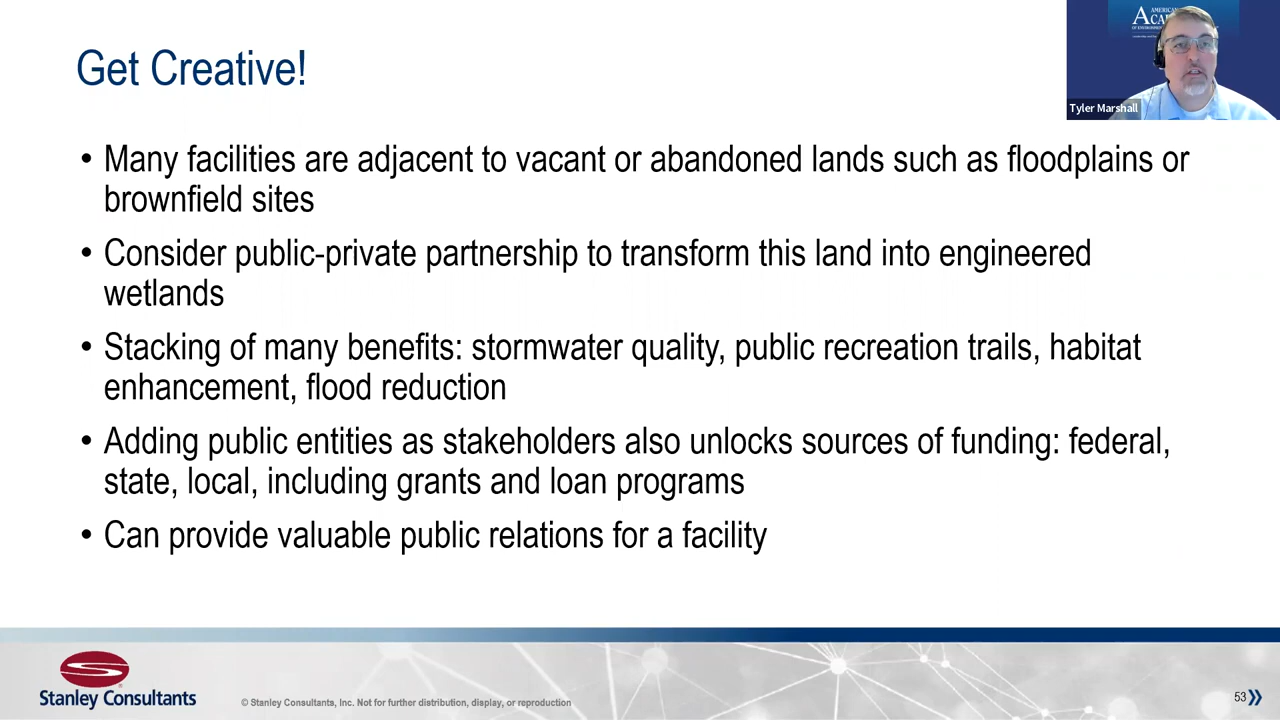 Get Creative!
• Many facilities are adjacent to vacant or abandoned lands such as floodplains or
brownfield sites
• Consider public-private partnership to transform this land into engineered
wetlands
• Stacking of many benefits: stormwater quality, public recreation trails, habitat
enhancement, flood reduction
• Adding public entities as stakeholders also unlocks sources of funding: federal,
state, local, including grants and loan programs
• Can provide valuable public relations for a facility
Tyler Marshall
Stanley Consultants
© Stanley Consultants, Inc. Not for further distribution, display, or reproduction
53